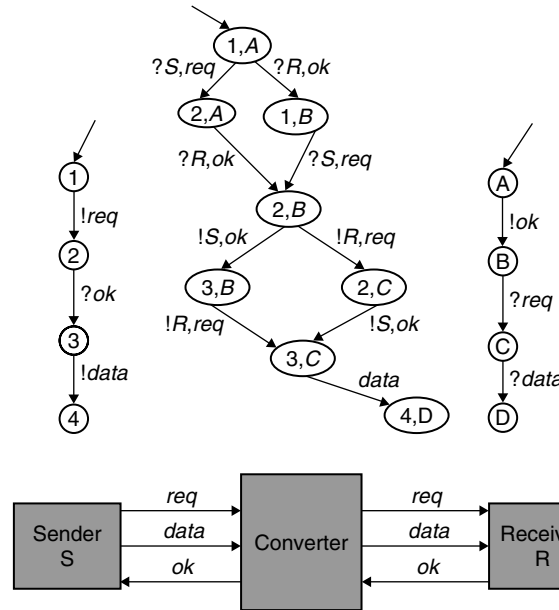 1,A
?S,req
?R,ok
2,A
1,B
?R,ok
?S,req
2,B
!S,ok
!R,req
3,B
2,C
!R,req
!S,ok
3,C
data
4,D
1
!req
2
?ok
3
!data
4
A
!ok
B
?req
C
?data
D
Sender
S
req
data
ok
Converter
req
data
ok
R